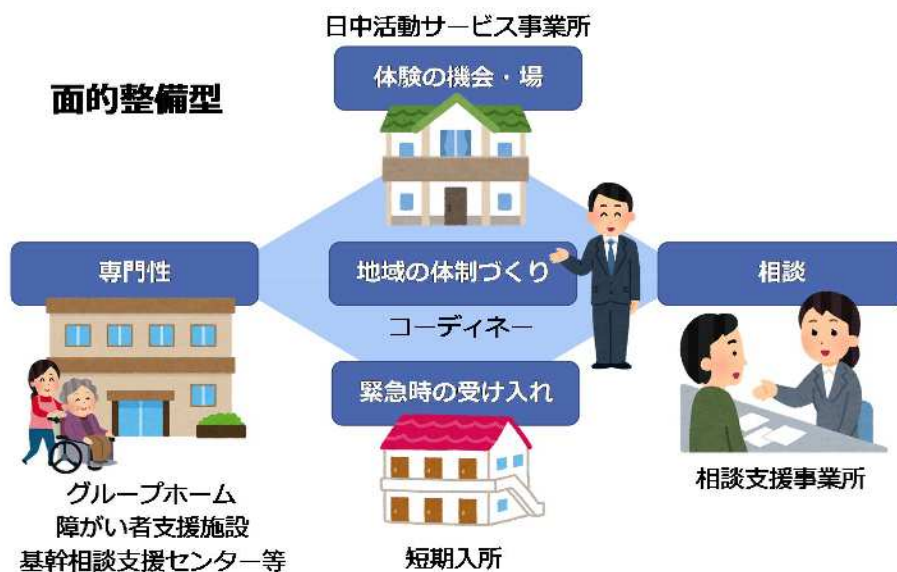 日中活動サービス事業所
体験の機会・場
面的整備型
専門性
地域の体制づくり
相談
コーディネー
緊急時の受け入れ
グループホーム
障がい者支援施設
基幹相談支援センター等
短期入所
相談支援事業所